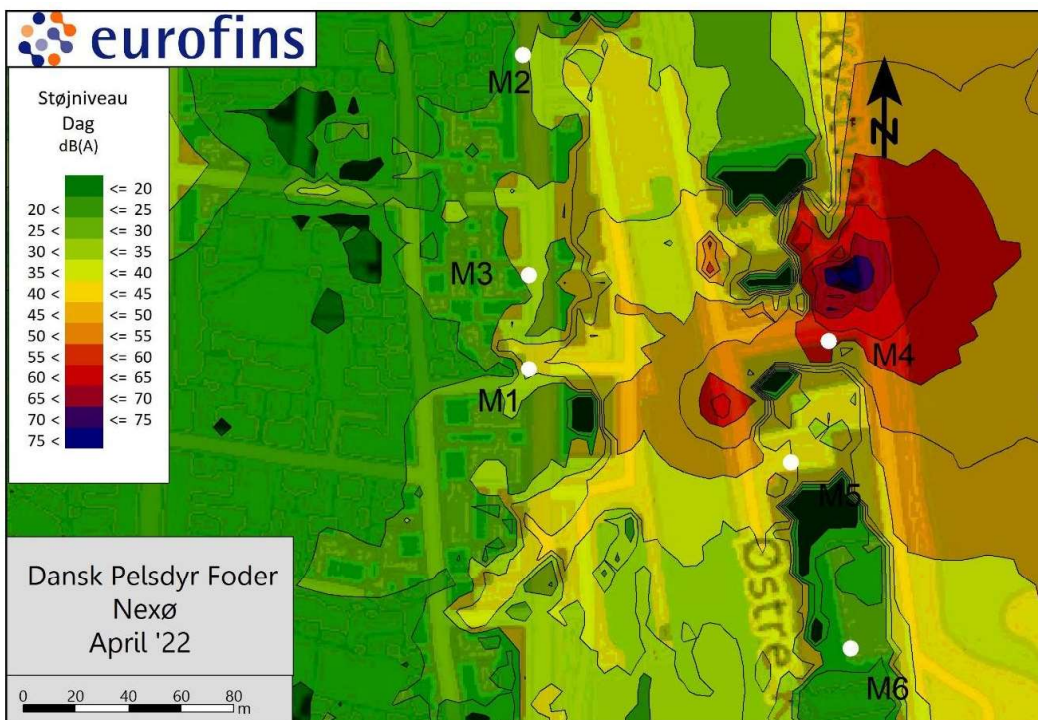 eurofins
Støjniveau
Dag
dB(A)
<= 20
20 < <= 25
25 < <= 30
30 < <= 35
35 < <= 40
40 < <= 45
45 < <= 50
50 < <= 55
55 < <= 60
60 < <= 65
65 < <= 70
70 < <= 75
75 <
M2
N
M3
M4
M1
M5
Østre
M6
Dansk Pelsdyr Foder
Nexø
April '22
0 20 40 60 80
m